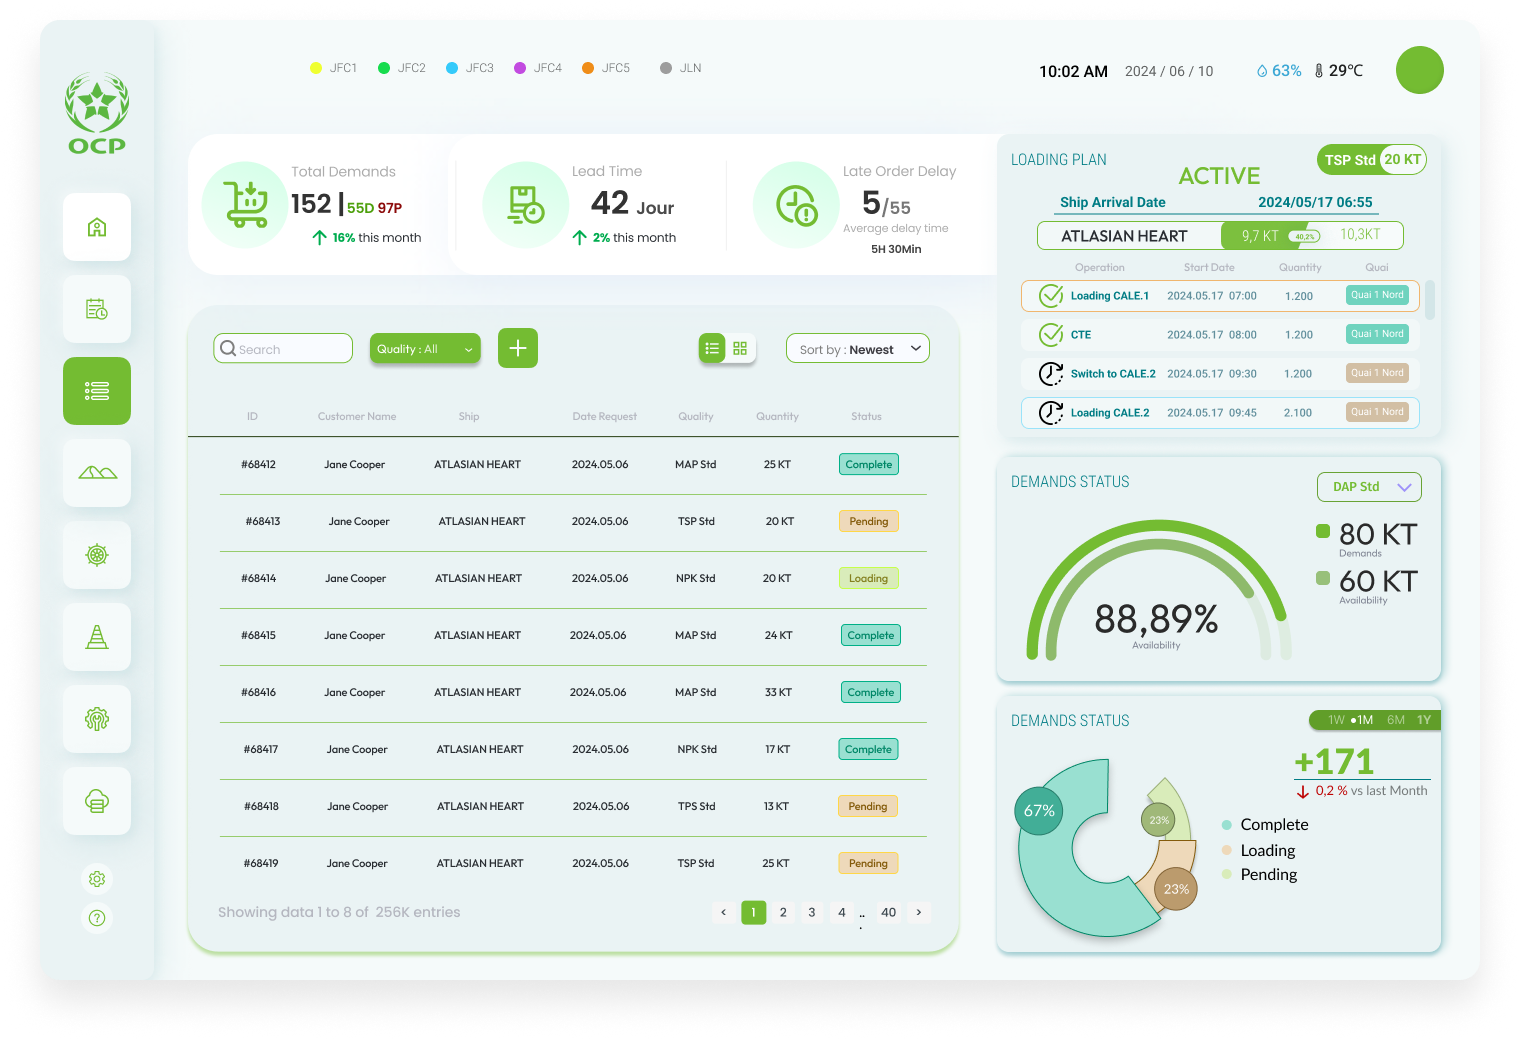 OCP
JFC1 JFC2 JFC3 JFC4 JFC5 JLN
10:02 AM 2024 / 06 / 10 63% 29°C
Total Demands
152 | 55D 97P
16% this month
Lead Time
42 Jour
2% this month
Late Order Delay
5/55
Average delay time
5H 30Min
LOADING PLAN
TSP Std 20 KT
ACTIVE
Ship Arrival Date 2024/05/17 06:55
ATLASIAN HEART 9,7 KT 40,2% 10,3KT
Operation Start Date Quantity Quai
Loading CALE.1 2024.05.17 07:00 1.200 Quai 1 Nord
CTE 2024.05.17 08:00 1.200 Quai 1 Nord
Switch to CALE.2 2024.05.17 09:30 1.200 Quai 1 Nord
Loading CALE.2 2024.05.17 09:45 2.100 Quai 1 Nord
Search Quality : All + Sort by : Newest
ID Customer Name Ship Date Request Quality Quantity Status
#68412 Jane Cooper ATLASIAN HEART 2024.05.06 MAP Std 25 KT Complete
#68413 Jane Cooper ATLASIAN HEART 2024.05.06 TSP Std 20 KT Pending
#68414 Jane Cooper ATLASIAN HEART 2024.05.06 NPK Std 20 KT Loading
#68415 Jane Cooper ATLASIAN HEART 2024.05.06 MAP Std 24 KT Complete
#68416 Jane Cooper ATLASIAN HEART 2024.05.06 MAP Std 33 KT Complete
#68417 Jane Cooper ATLASIAN HEART 2024.05.06 NPK Std 17 KT Complete
#68418 Jane Cooper ATLASIAN HEART 2024.05.06 TPS Std 13 KT Pending
#68419 Jane Cooper ATLASIAN HEART 2024.05.06 TSP Std 25 KT Pending
Showing data 1 to 8 of 256K entries
< 1 2 3 4 ... 40 >
DEMANDS STATUS
DAP Std
80 KT
Demands
60 KT
Availability
88,89%
Availability
DEMANDS STATUS
1W •1M 6M 1Y
+171
0,2 % vs last Month
67%
23%
23%
Complete
Loading
Pending